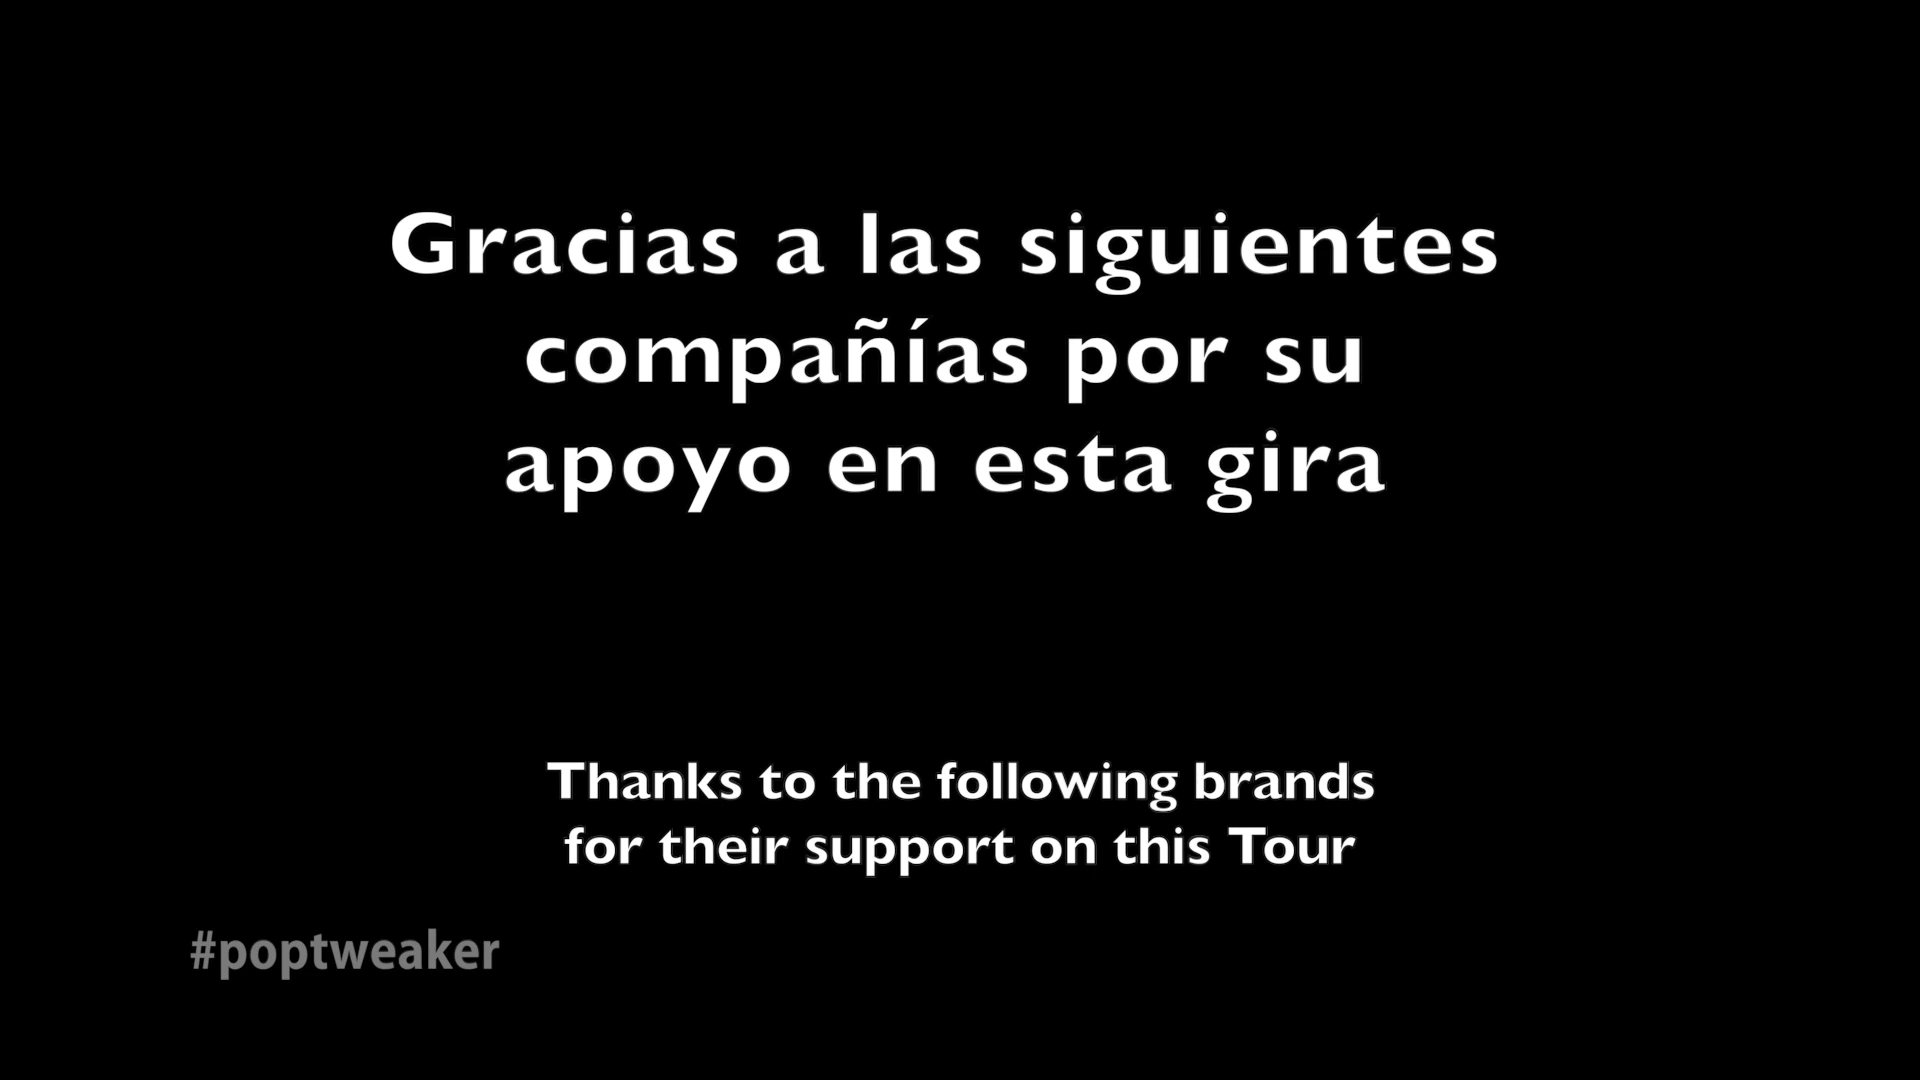 Gracias a las siguientes
compañías por su
apoyo en esta gira
Thanks to the following brands
for their support on this Tour
#poptweaker